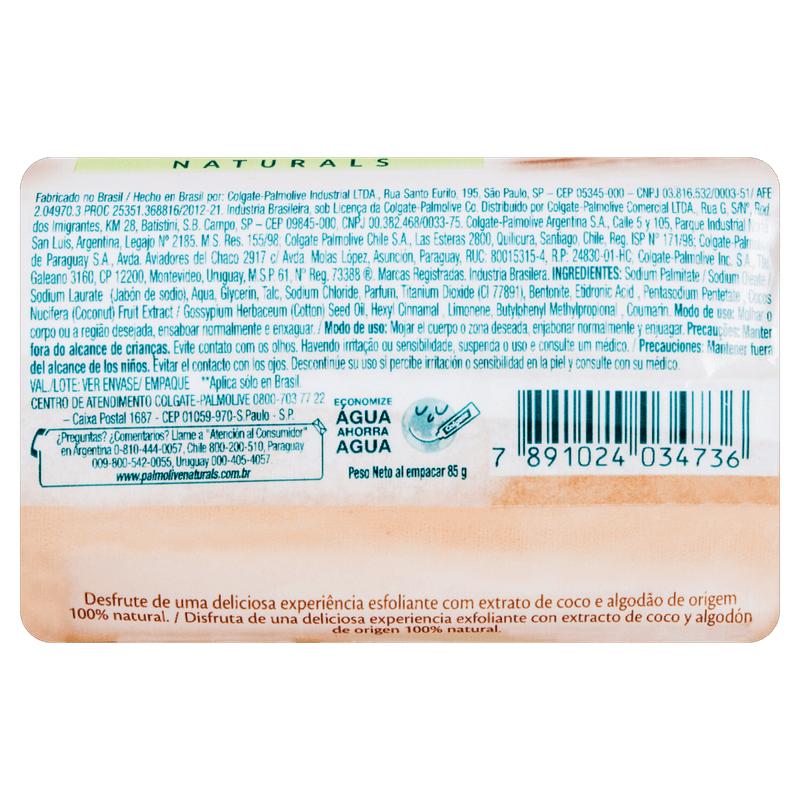 NATURALS
Fabricado no Brasil / Hecho en Brasil por: Colgate-Palmolive Industrial LTDA., Rua Santo Eurilo, 195, São Paulo, SP – CEP 05345-000 – CNPJ 03.816.532/0003-51/ AFE
2.04970.3 PROC 25351.368816/2012-21. Indústria Brasileira, sob Licença da Colgate-Palmolive Co. Distribuido por Colgate-Palmolive Comercial LTDA., Rua G, S/Nº, Rod.
dos Imigrantes, KM 28, Batistini, S.B. Campo, SP – CEP 09845-000, CNPJ 00.382.468/0033-75. Colgate-Palmolive Argentina S.A., Calle 5 y 105, Parque Industrial Norte
San Luis, Argentina, Legajo Nº 2185. M.S. Res. 155/98. Colgate Palmolive Chile S.A., Las Esteras 2800, Quilicura, Santiago, Chile, Reg. ISP Nº 171/98; Colgate-Palmolive
de Paraguay S.A., Avda. Aviadores del Chaco 2917 c/ Avda. Molas López, Asunción, Paraguay, RUC: 80015315-4, R.P: 24830-01-HC, Colgate-Palmolive Inc. S.A., Tte.
Galeano 3160, CP 12200, Montevideo, Uruguay, M.S.P. 61, N° Reg. 73388 ®. Marcas Registradas. Industria Brasilera. INGREDIENTES: Sodium Palmitate / Sodium Oleate /
Sodium Laurate (Jabón de sodio), Aqua, Glycerin, Talc, Sodium Chloride, Parfum, Titanium Dioxide (CI 77891), Bentonite, Etidronic Acid , Pentasodium Pentetate , Cocos
Nucifera (Coconut) Fruit Extract / Gossypium Herbaceum (Cotton) Seed Oil, Hexyl Cinnamal , Limonene, Butylphenyl Methylpropional , Coumarin. Modo de uso: Molhar o
corpo ou a região desejada, ensaboar normalmente e enxaguar. / Modo de uso: Mojar el cuerpo o zona deseada, enjabonar normalmente y enjuagar. Precauções: Manter
fora do alcance de crianças. Evite contato com os olhos. Havendo irritação ou sensibilidade, suspenda o uso e consulte um médico. / Precauciones: Mantener fuera
del alcance de los niños. Evitar el contacto con los ojos. Descontinúe su uso si percibe irritación o sensibilidad en la piel y consulte con su médico.
VAL./LOTE: VER ENVASE/ EMPAQUE **Aplica sólo en Brasil.
CENTRO DE ATENDIMENTO COLGATE-PALMOLIVE 0800-703 77 22
– Caixa Postal 1687 - CEP 01059-970-S.Paulo - S.P.
¿Preguntas? ¿Comentarios? Llame a "Atención al Consumidor"
en Argentina 0-810-444-0057, Chile 800-200-510, Paraguay
009-800-542-0055, Uruguay 000-405-4057
www.palmolivenaturals.com.br
ECONOMIZE
ÁGUA
AHORRA
AGUA
Peso Neto al empacar 85 g
7 891024 034736
Desfrute de uma deliciosa experiência esfoliante com extrato de coco e algodão de origem
100% natural. / Disfruta de una deliciosa experiencia exfoliante con extracto de coco y algodón
de origen 100% natural.